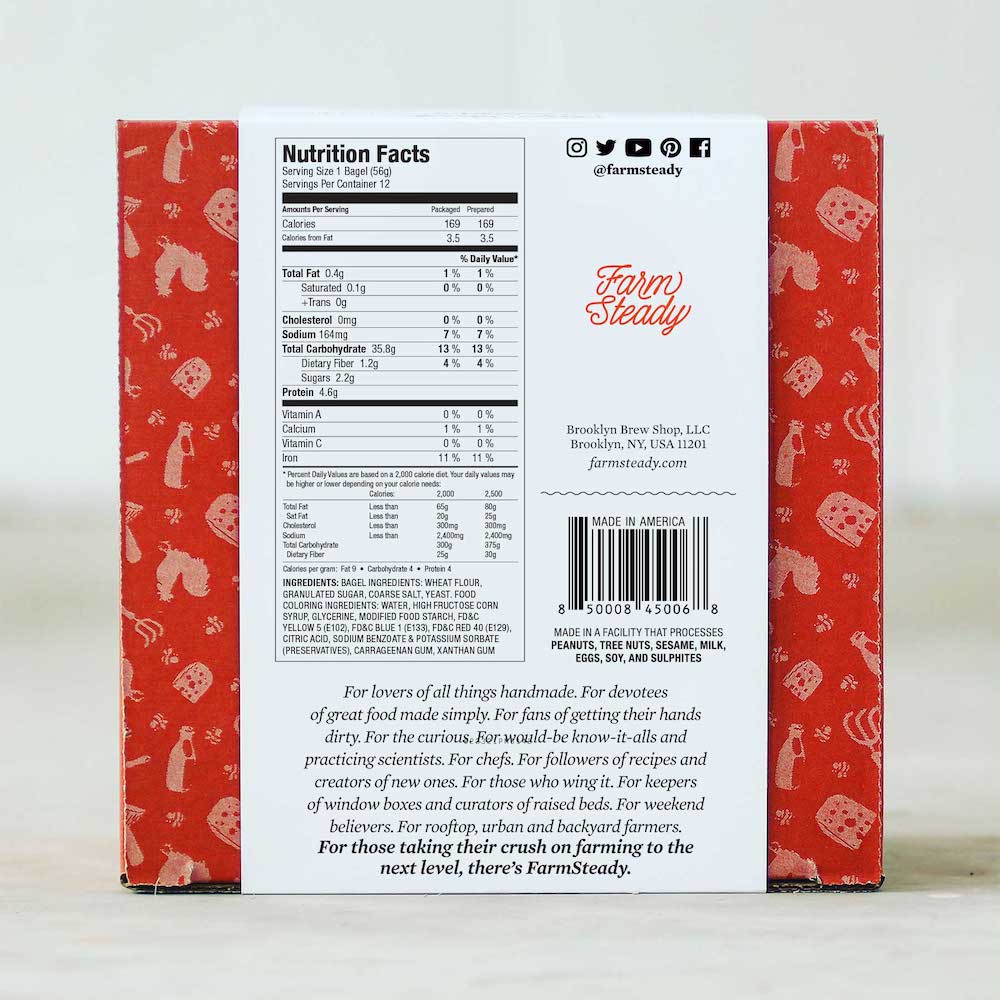 Nutrition Facts
Serving Size 1 Bagel (56g)
Servings Per Container 12
Amounts Per Serving Packaged Prepared
Calories 169 169
Calories from Fat 3.5 3.5
% Daily Value*
Total Fat 0.4g 1 % 1 %
Saturated 0.1g 0 % 0 %
+Trans 0g
Cholesterol 0mg 0 % 0 %
Sodium 164mg 7 % 7 %
Total Carbohydrate 35.8g 13 % 13 %
Dietary Fiber 1.2g 4 % 4 %
Sugars 2.2g
Protein 4.6g
Vitamin A 0 % 0 %
Calcium 1 % 1 %
Vitamin C 0 % 0 %
Iron 11 % 11 %
* Percent Daily Values are based on a 2,000 calorie diet. Your daily values may
be higher or lower depending on your calorie needs:
Calories: 2,000 2,500
Total Fat Less than 65g 80g
Sat Fat Less than 20g 25g
Cholesterol Less than 300mg 300mg
Sodium Less than 2,400mg 2,400mg
Total Carbohydrate 300g 375g
Dietary Fiber 25g 30g
Calories per gram: Fat 9 • Carbohydrate 4 • Protein 4
INGREDIENTS: BAGEL INGREDIENTS: WHEAT FLOUR,
GRANULATED SUGAR, COARSE SALT, YEAST. FOOD
COLORING INGREDIENTS: WATER, HIGH FRUCTOSE CORN
SYRUP, GLYCERINE, MODIFIED FOOD STARCH, FD&C
YELLOW 5 (E102), FD&C BLUE 1 (E133), FD&C RED 40 (E129),
CITRIC ACID, SODIUM BENZOATE & POTASSIUM SORBATE
(PRESERVATIVES), CARRAGEENAN GUM, XANTHAN GUM
@farmsteady
Farm
Steady
Brooklyn Brew Shop, LLC
Brooklyn, NY, USA 11201
farmsteady.com
MADE IN AMERICA
8 50008 45006 8
MADE IN A FACILITY THAT PROCESSES
PEANUTS, TREE NUTS, SESAME, MILK,
EGGS, SOY, AND SULPHITES
For lovers of all things handmade. For devotees
of great food made simply. For fans of getting their hands
dirty. For the curious. For would-be know-it-alls and
practicing scientists. For chefs. For followers of recipes and
creators of new ones. For those who wing it. For keepers
of window boxes and curators of raised beds. For weekend
believers. For rooftop, urban and backyard farmers.
For those taking their crush on farming to the
next level, there's FarmSteady.